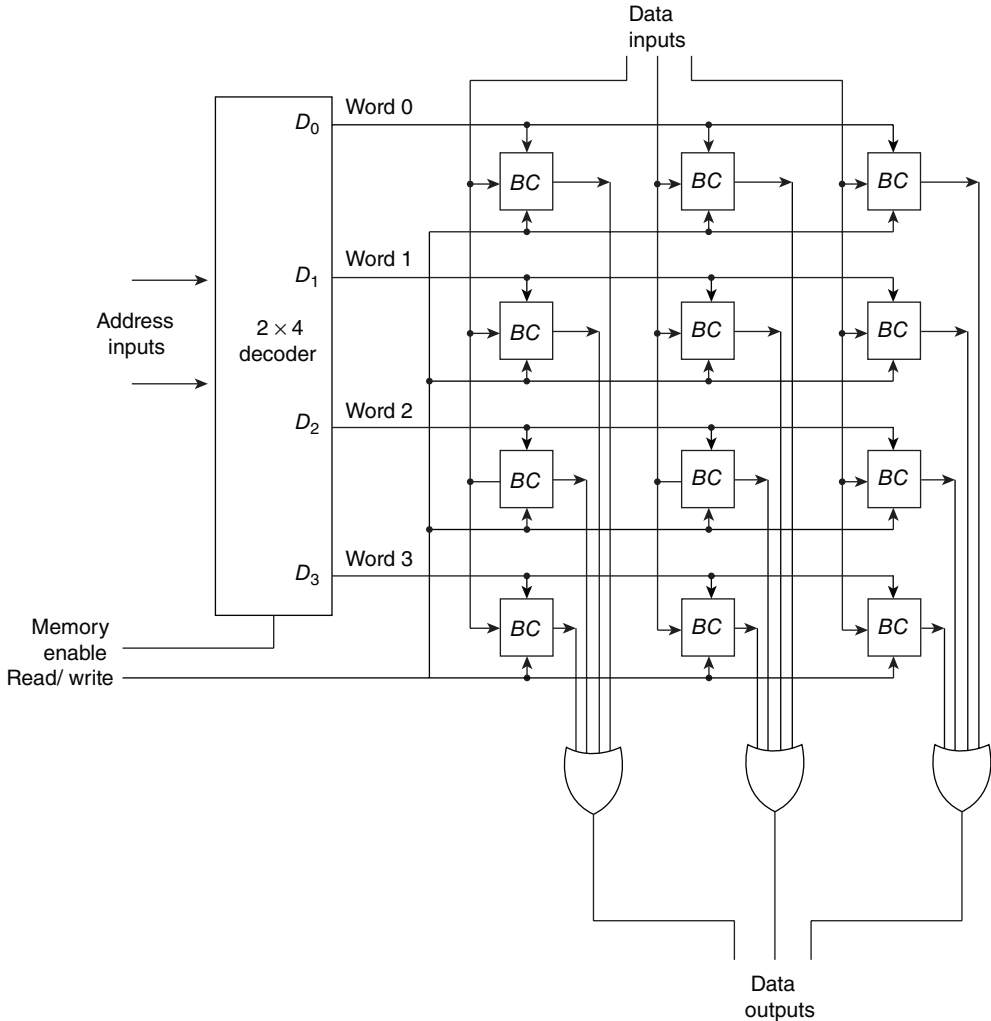 Data
inputs
Word 0
D0
BC BC BC
Word 1
D1
Address
inputs
2 × 4
decoder
BC BC BC
Word 2
D2
BC BC BC
Word 3
D3
Memory
enable
BC BC BC
Read/ write
Data
outputs